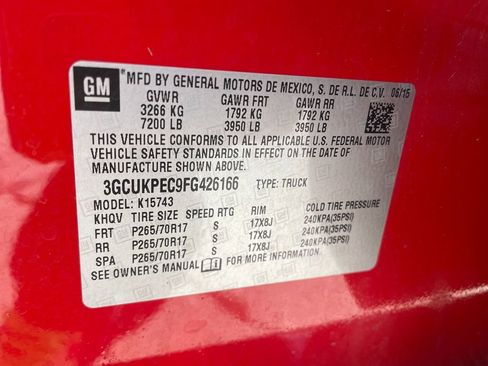 GM
MFD BY GENERAL MOTORS DE MEXICO, S. DE R.L. DE C.V. 06/15
GVWR GAWR FRT GAWR RR
3266 KG 1792 KG 1792 KG
7200 LB 3950 LB 3950 LB
THIS VEHICLE CONFORMS TO ALL APPLICABLE U.S. FEDERAL MOTOR
VEHICLE SAFETY STANDARDS IN EFFECT ON THE DATE OF
MANUFACTURE SHOWN ABOVE.
3GCUKPEC9FG426166 TYPE: TRUCK
MODEL: K15743
KHQV TIRE SIZE SPEED RTG RIM COLD TIRE PRESSURE
FRT P265/70R17 S 17X8J 240KPA(35PSI)
RR P265/70R17 S 17X8J 240KPA(35PSI)
SPA P265/70R17 S 17X8J 240KPA(35PSI)
SEE OWNER'S MANUAL FOR MORE INFORMATION.